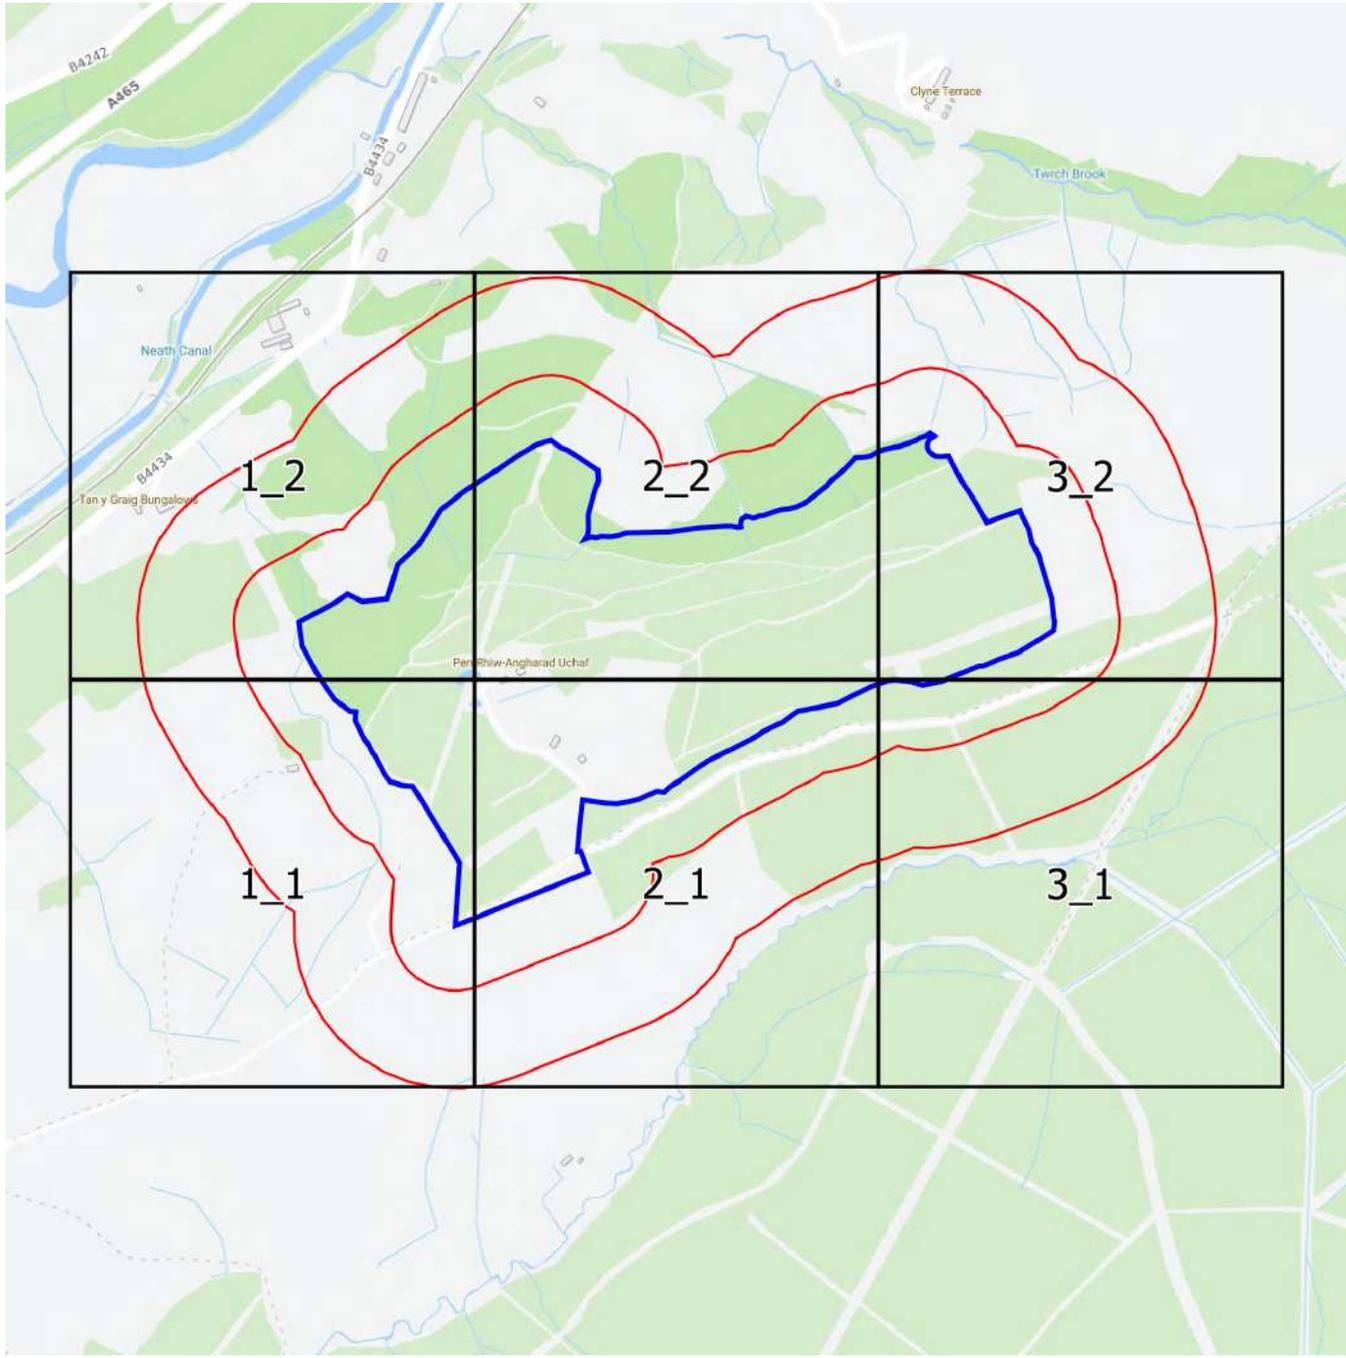 B4242
A465
Clyne Terrace
B4434
Twrch Brook
Neath Canal
B4434
Tan y Graig Bungalows
1_2
2_2
3_2
Pen Rhiw-Angharad Uchaf
1_1
2_1
3_1